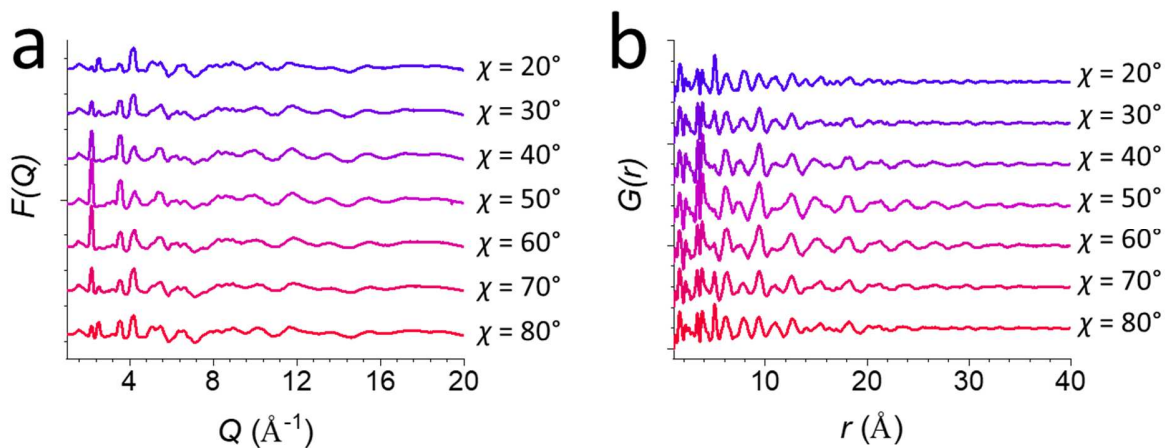 a
F(Q)
χ = 20°
χ = 30°
χ = 40°
χ = 50°
χ = 60°
χ = 70°
χ = 80°
4 8 12 16 20
Q (Å⁻¹)
b
G(r)
χ = 20°
χ = 30°
χ = 40°
χ = 50°
χ = 60°
χ = 70°
χ = 80°
10 20 30 40
r (Å)